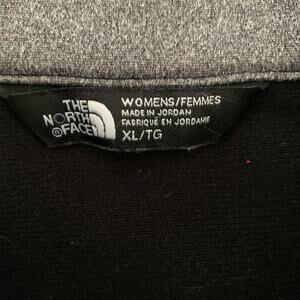 THE
NORTH
FACE®
WOMENS/FEMMES
MADE IN JORDAN
FABRIQUÉ EN JORDANIE
XL/TG